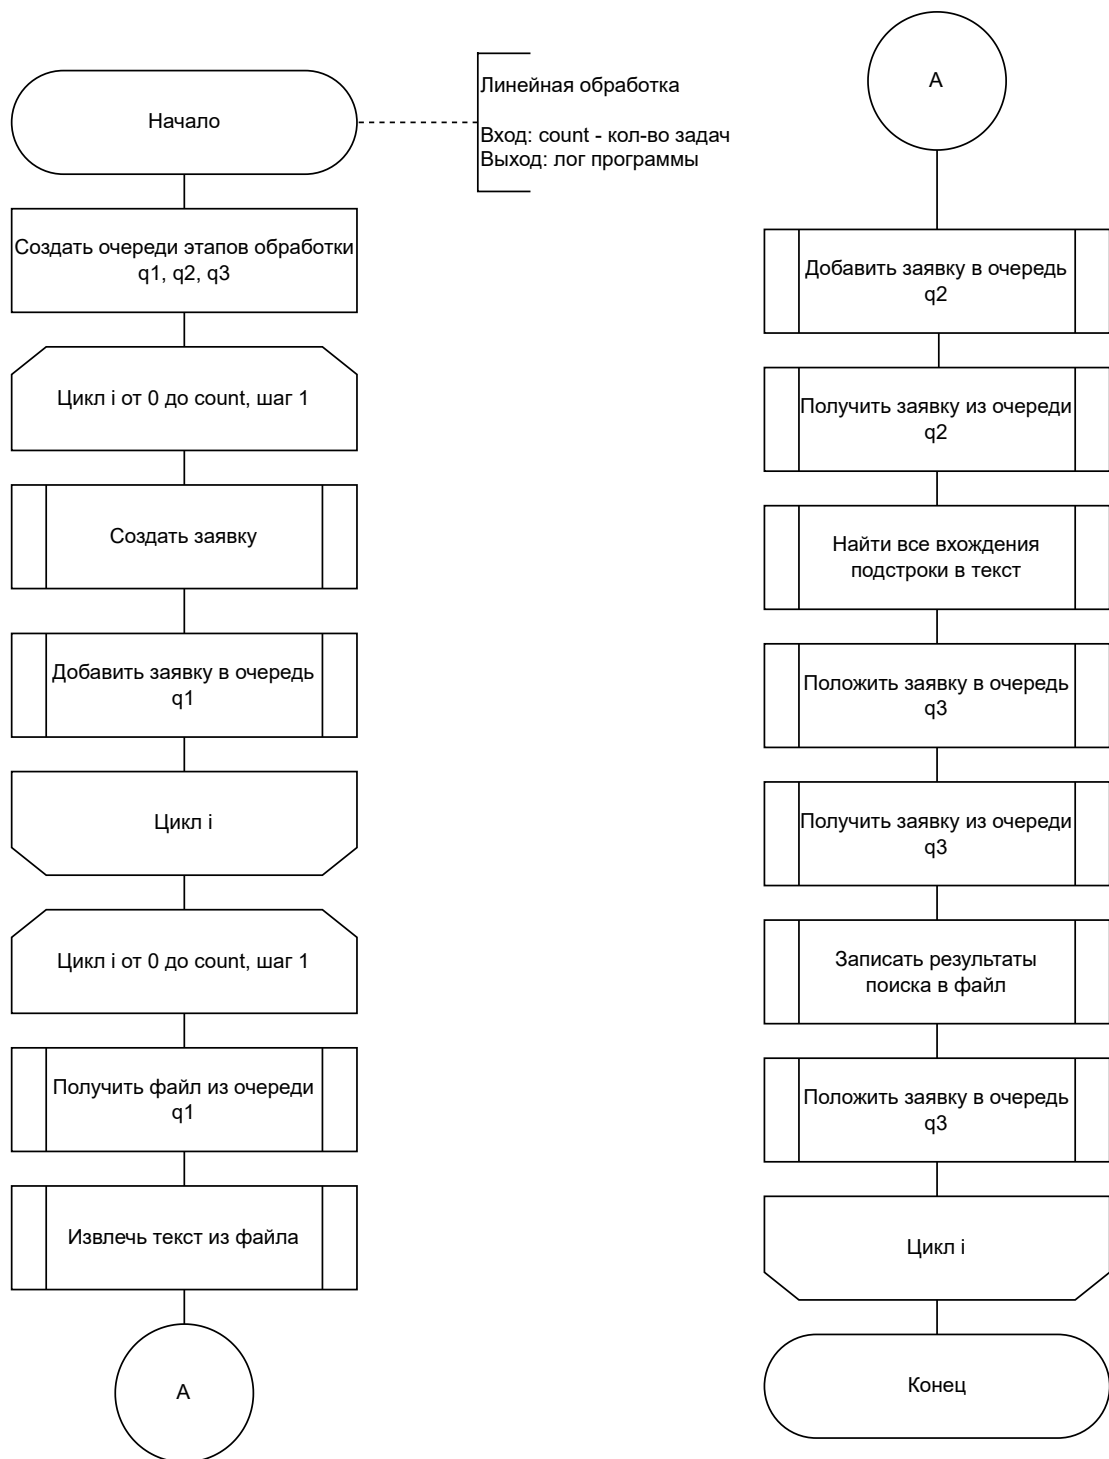 Начало
Линейная обработка
Вход: count - кол-во задач
Выход: лог программы
Создать очереди этапов обработки
q1, q2, q3
Цикл i от 0 до count, шаг 1
Создать заявку
Добавить заявку в очередь
q1
Цикл i
Цикл i от 0 до count, шаг 1
Получить файл из очереди
q1
Извлечь текст из файла
A
A
Добавить заявку в очередь
q2
Получить заявку из очереди
q2
Найти все вхождения
подстроки в текст
Положить заявку в очередь
q3
Получить заявку из очереди
q3
Записать результаты
поиска в файл
Положить заявку в очередь
q3
Цикл i
Конец